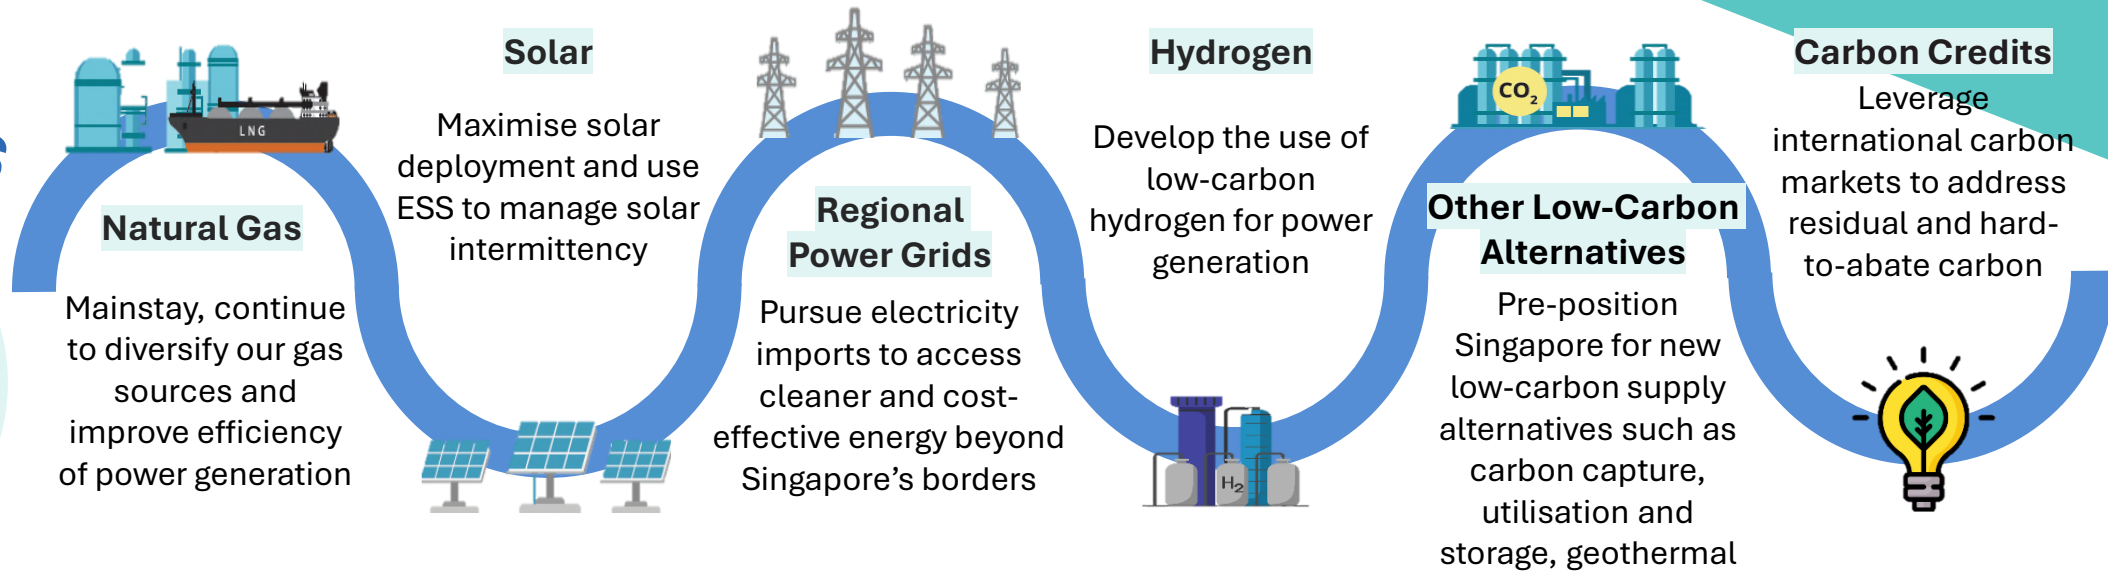 LNG
Natural Gas
Mainstay, continue
to diversify our gas
sources and
improve efficiency
of power generation
Solar
Maximise solar
deployment and use
ESS to manage solar
intermittency
Regional
Power Grids
Pursue electricity
imports to access
cleaner and cost-
effective energy beyond
Singapore’s borders
Hydrogen
Develop the use of
low-carbon
hydrogen for power
generation
H2
CO2
Other Low-Carbon
Alternatives
Pre-position
Singapore for new
low-carbon supply
alternatives such as
carbon capture,
utilisation and
storage, geothermal
Carbon Credits
Leverage
international carbon
markets to address
residual and hard-
to-abate carbon